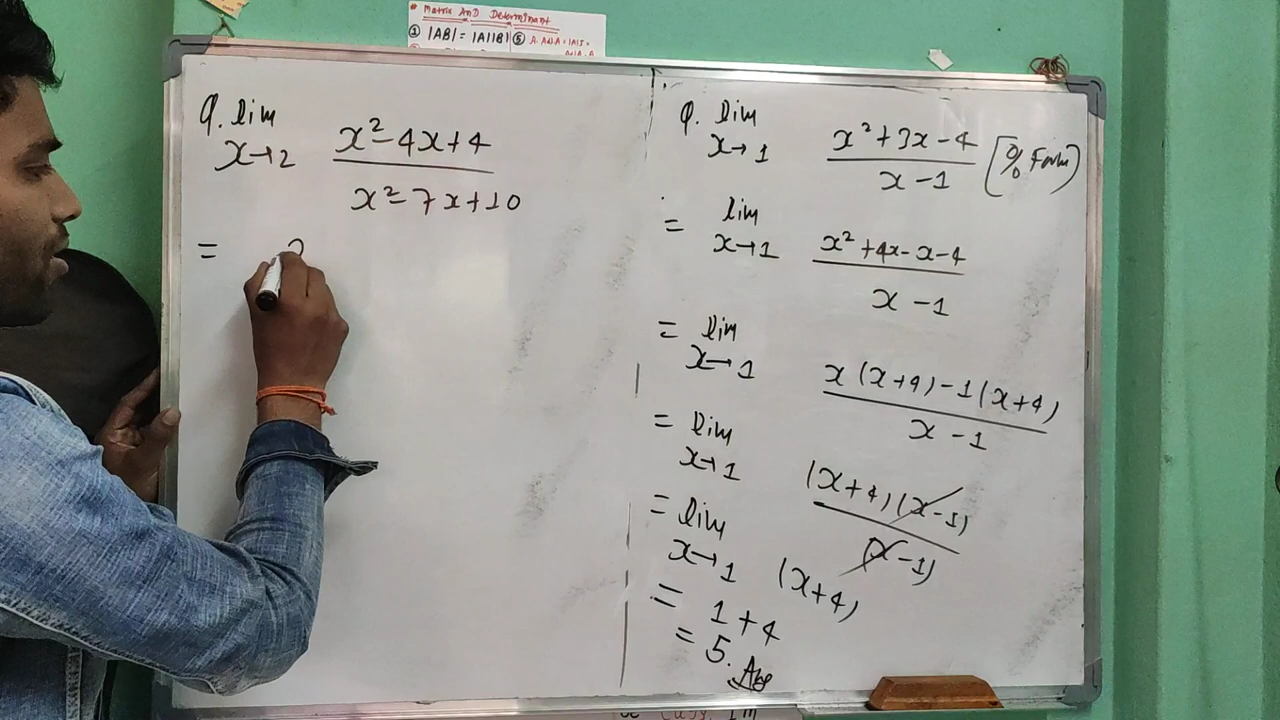 * Matrix And Determinant
① |AB| = |A||B| ⑤ A. AdjA = |A|I =
Q. lim x→2 x²-4x+4 / x²-7x+10
= 2
Q. lim x→1 x²+3x-4 / x-1 [% Form]
= lim x→1 x²+4x-x-4 / x-1
= lim x→1 x(x+4)-1(x+4) / x-1
= lim x→1 (x+4)(x-1) / (x-1)
= lim x→1 (x+4)
= 1+4
= 5. Ans